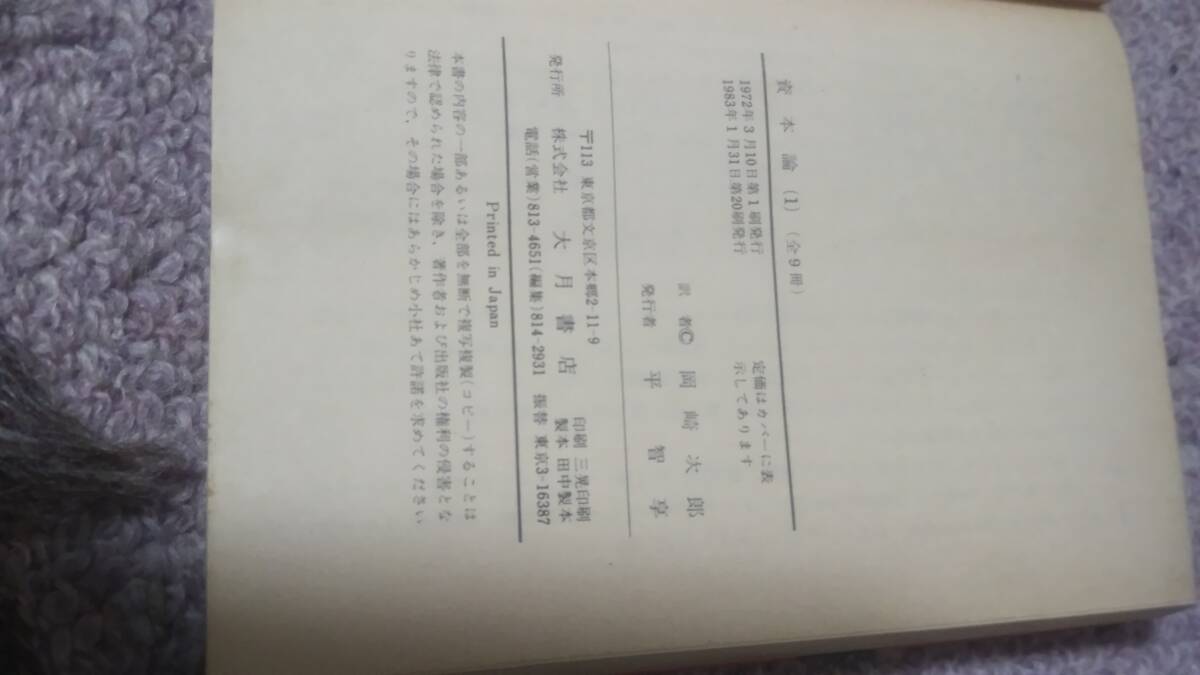 資本論 (1) (全9冊)
1972年3月10日第1刷発行
1983年1月31日第20刷発行
定価はカバーに表
示してあります
訳者© 岡崎次郎
発行者 平智享
〒113 東京都文京区本郷2-11-9
発行所 株式会社 大月書店
印刷 三晃印刷
製本 田中製本
電話(営業)813-4651(編集)814-2931 振替 東京3-16387
Printed in Japan
本書の内容の一部あるいは全部を無断で複写複製(コピー)することは
法律で認められた場合を除き、著作者および出版社の権利の侵害とな
りますので、その場合にはあらかじめ小社あて許諾を求めてください